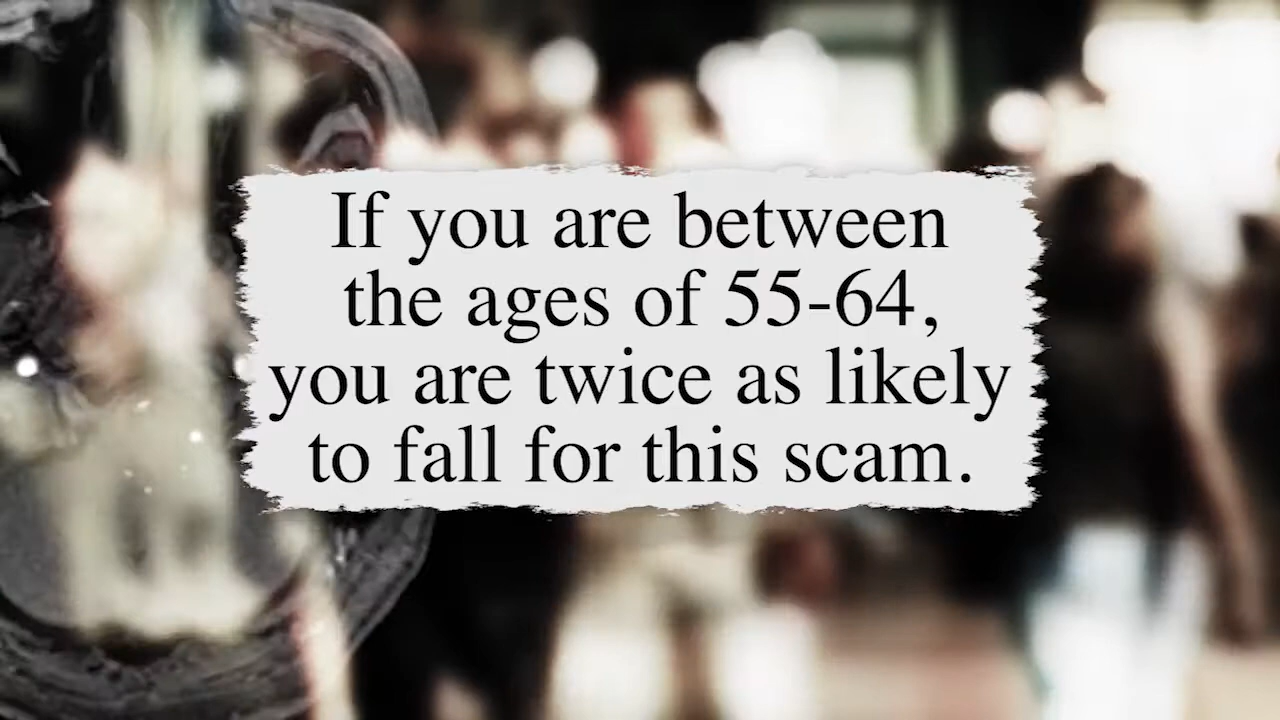 If you are between
the ages of 55-64,
you are twice as likely
to fall for this scam.